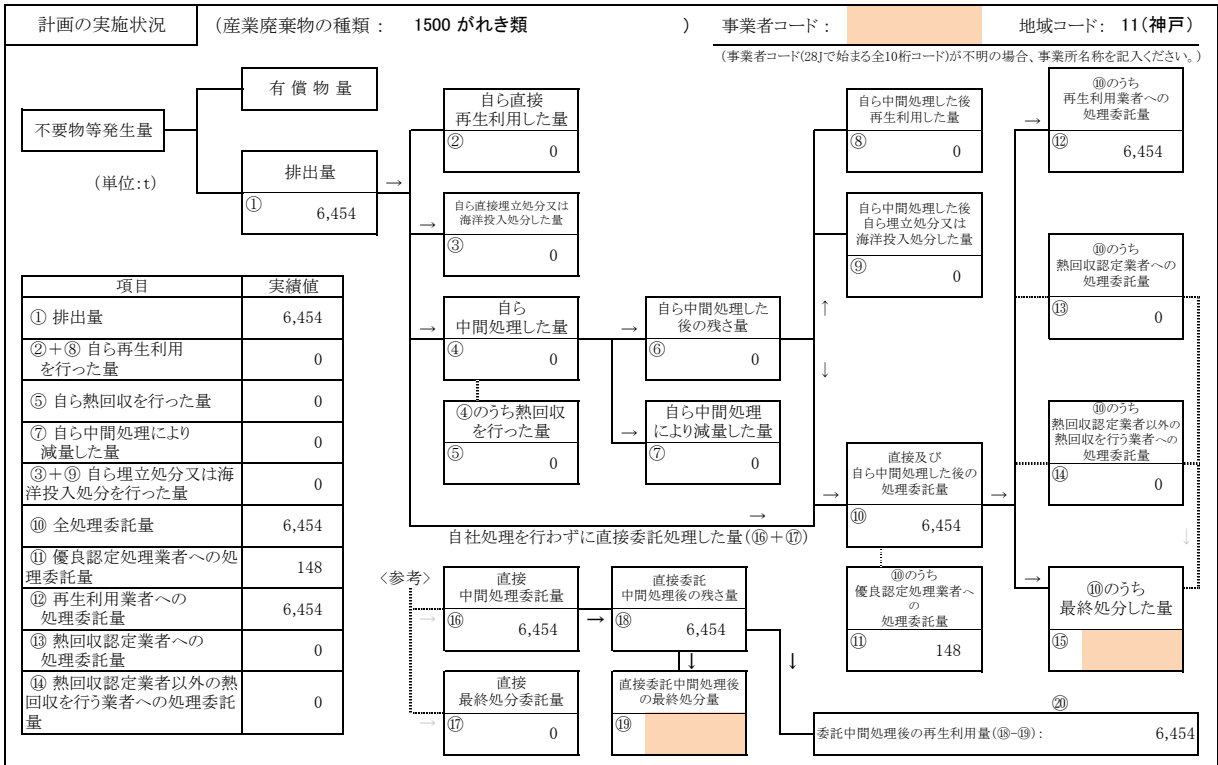 計画の実施状況
(産業廃棄物の種類 : 1500 がれき類 )
事業者コード :
地域コード: 11(神戸)
(事業者コード(28Jで始まる全10桁コード)が不明の場合、事業所名称を記入ください。)
不要物等発生量
(単位:t)
有 償 物 量
排出量
→
① 6,454
自ら直接
再生利用した量
② 0
→
自ら直接埋立処分又は
海洋投入処分した量
③ 0
→
自ら
中間処理した量
④ 0
④のうち熱回収
を行った量
⑤ 0
→
自ら中間処理した
後の残さ量
⑥ 0
→
自ら中間処理
により減量した量
⑦ 0
自ら中間処理した後
再生利用した量
⑧ 0
自ら中間処理した後
自ら埋立処分又は
海洋投入処分した量
⑨ 0
↑
↓
→
直接及び
自ら中間処理した後の
処理委託量
⑩ 6,454
→
⑩のうち
優良認定処理業者へ
の
処理委託量
⑪ 148
→
⑩のうち
再生利用業者への
処理委託量
⑫ 6,454
⑩のうち
熱回収認定業者への
処理委託量
⑬ 0
⑩のうち
熱回収認定業者以外の
熱回収を行う業者への
処理委託量
⑭ 0
↓
→
⑩のうち
最終処分した量
⑮
項目 実績値
① 排出量 6,454
②+⑧ 自ら再生利用
を行った量 0
⑤ 自ら熱回収を行った量 0
⑦ 自ら中間処理により
減量した量 0
③+⑨ 自ら埋立処分又は海
洋投入処分を行った量 0
⑩ 全処理委託量 6,454
⑪ 優良認定処理業者への処
理委託量 148
⑫ 再生利用業者への
処理委託量 6,454
⑬ 熱回収認定業者への
処理委託量 0
⑭ 熱回収認定業者以外の熱
回収を行う業者への処理委託
量 0
→
自社処理を行わずに直接委託処理した量(⑯+⑰)
〈参考〉
→
直接
中間処理委託量
⑯ 6,454
→
直接委託
中間処理後の残さ量
⑱ 6,454
→
直接
最終処分委託量
⑰ 0
↓
直接委託中間処理後
の最終処分量
⑲
↓
⑳
委託中間処理後の再生利用量(⑱-⑲): 6,454